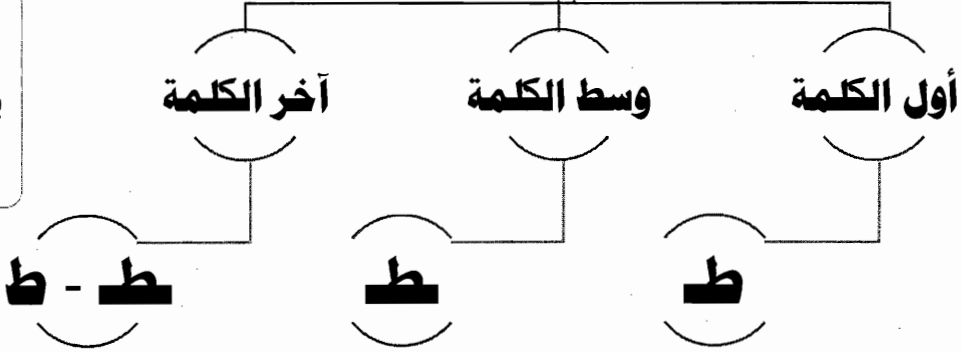 أول الكلمة
وسط الكلمة
آخر الكلمة
طـ
ـطـ
ـط - ط